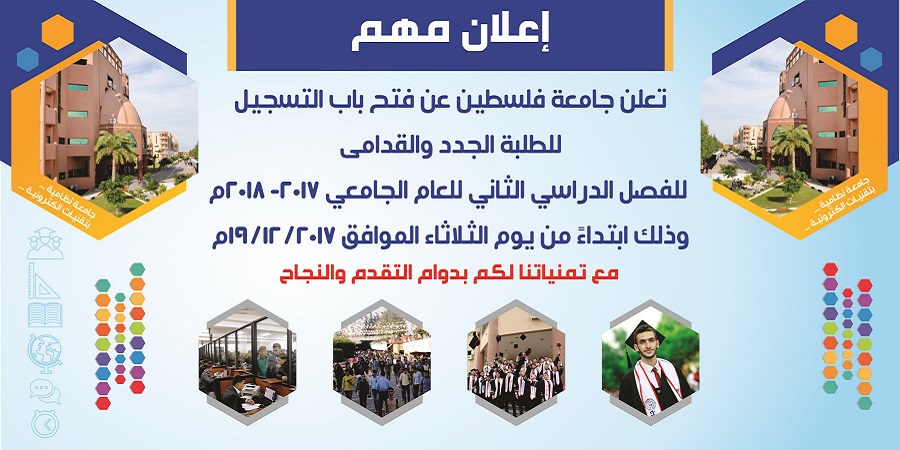 إعلان مهم
تعلن جامعة فلسطين عن فتح باب التسجيل
للطلبة الجدد والقدامى
للفصل الدراسي الثاني للعام الجامعي ٢٠١٧- ٢٠١٨م
وذلك ابتداءً من يوم الثلاثاء الموافق ١٩/١٢/٢٠١٧م
مع تمنياتنا لكم بدوام التقدم والنجاح
جامعة نظامية ...
بتقنيات الكترونية ...
جامعة نظامية ...
بتقنيات الكترونية ...